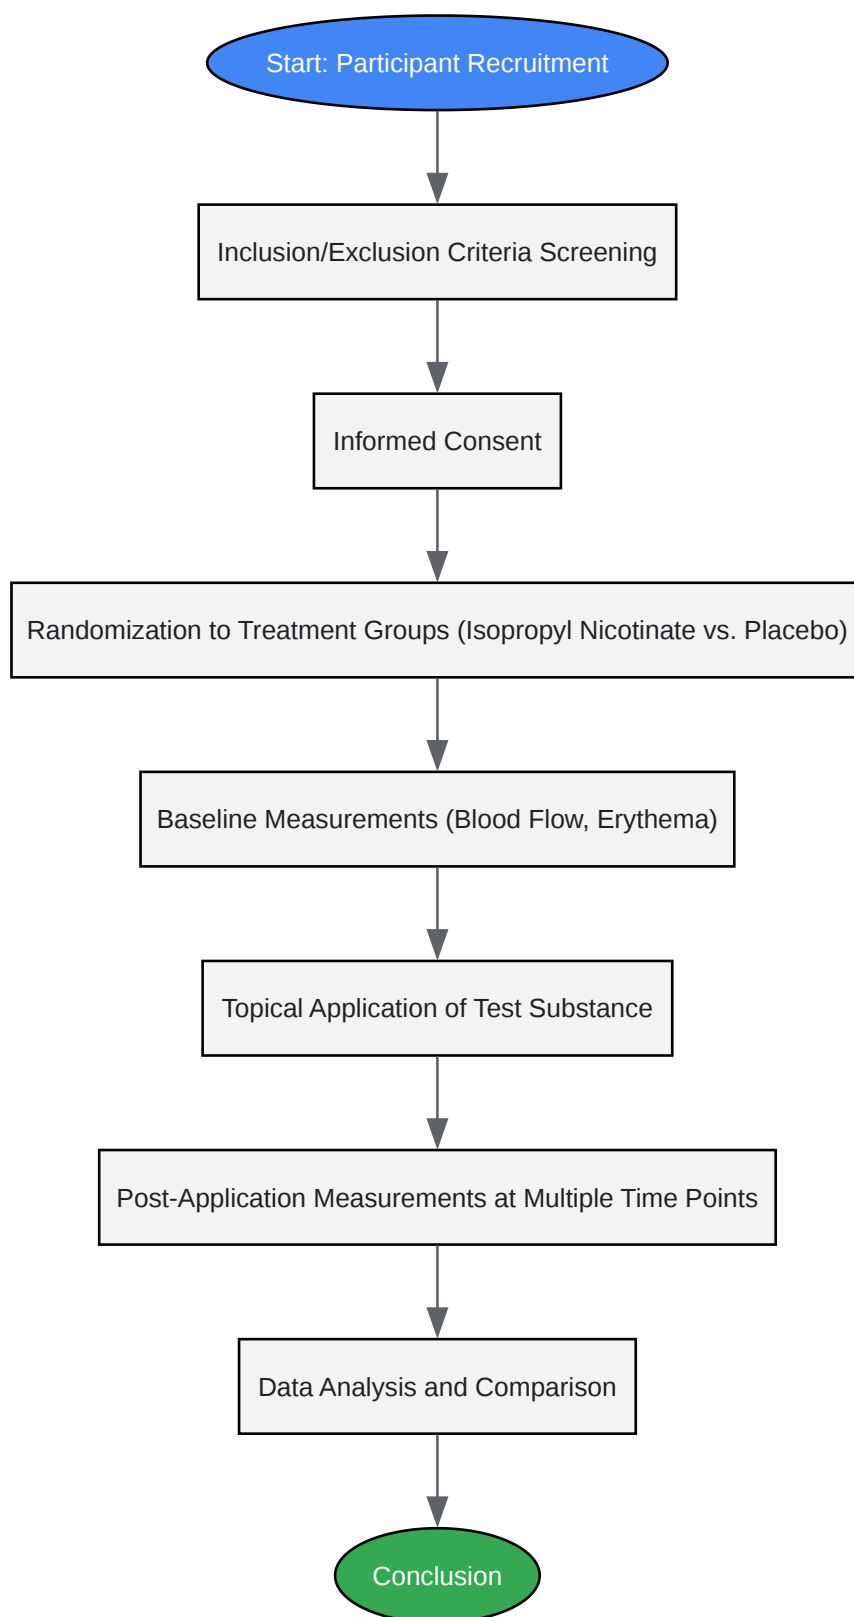 Start: Participant Recruitment
Inclusion/Exclusion Criteria Screening
Informed Consent
Randomization to Treatment Groups (Isopropyl Nicotinate vs. Placebo)
Baseline Measurements (Blood Flow, Erythema)
Topical Application of Test Substance
Post-Application Measurements at Multiple Time Points
Data Analysis and Comparison
Conclusion